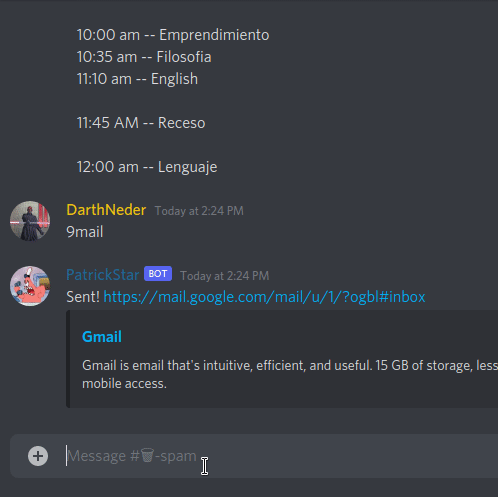 10:00 am -- Emprendimiento
10:35 am -- Filosofia
11:10 am -- English
11:45 AM -- Receso
12:00 am -- Lenguaje
DarthNeder Today at 2:24 PM
9mail
PatrickStar BOT Today at 2:24 PM
Sent! https://mail.google.com/mail/u/1/?ogbl#inbox
Gmail
Gmail is email that's intuitive, efficient, and useful. 15 GB of storage, less
mobile access.
Message #🗑-spam